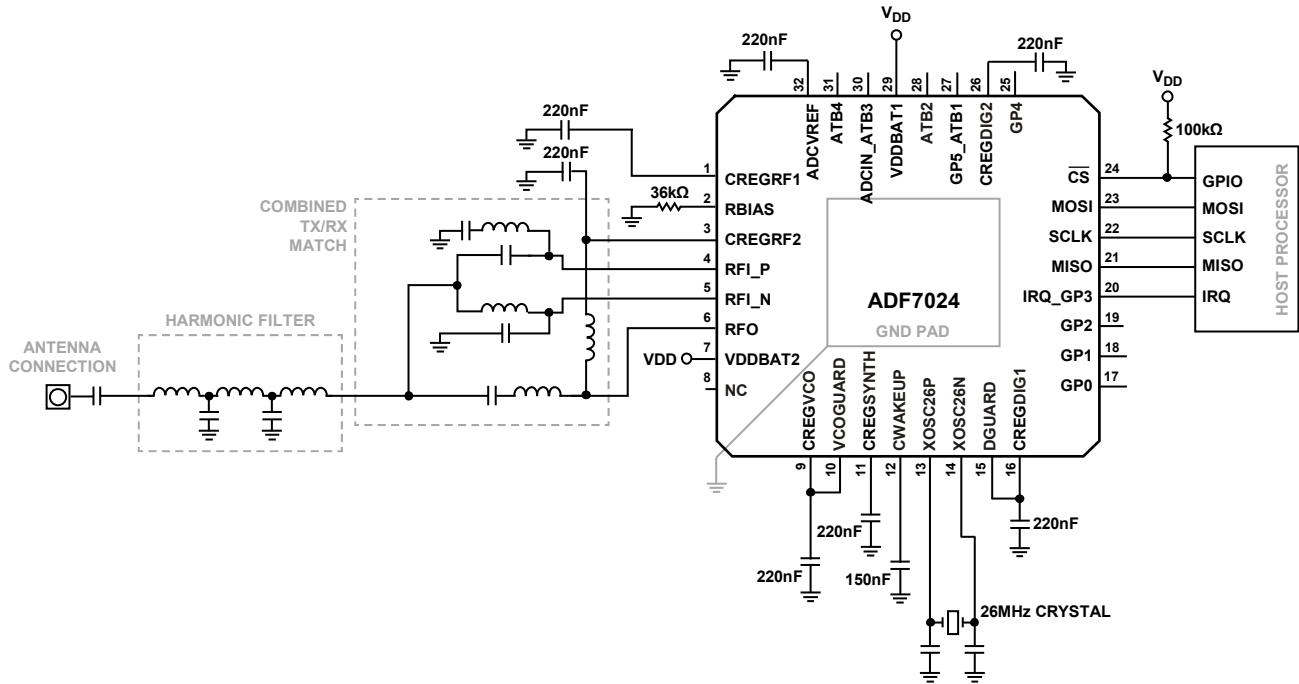 VDD
220nF
220nF
VDD
100kΩ
32
31
30
29
28
27
26
25
ADCVREF
ATB4
ADCIN_ATB3
VDDBAT1
ATB2
GP5_ATB1
CREGDIG2
GP4
220nF
220nF
36kΩ
COMBINED
TX/RX
MATCH
HARMONIC FILTER
ANTENNA
CONNECTION
VDD
1 CREGRF1
2 RBIAS
3 CREGRF2
4 RFI_P
5 RFI_N
6 RFO
7 VDDBAT2
8 NC
ADF7024
GND PAD
CS 24
MOSI 23
SCLK 22
MISO 21
IRQ_GP3 20
GP2 19
GP1 18
GP0 17
GPIO
MOSI
SCLK
MISO
IRQ
HOST PROCESSOR
CREGVCO
VCOGUARD
CREGSYNTH
CWAKEUP
XOSC26P
XOSC26N
DGUARD
CREGDIG1
9
10
11
12
13
14
15
16
220nF
220nF
220nF
150nF
26MHz CRYSTAL